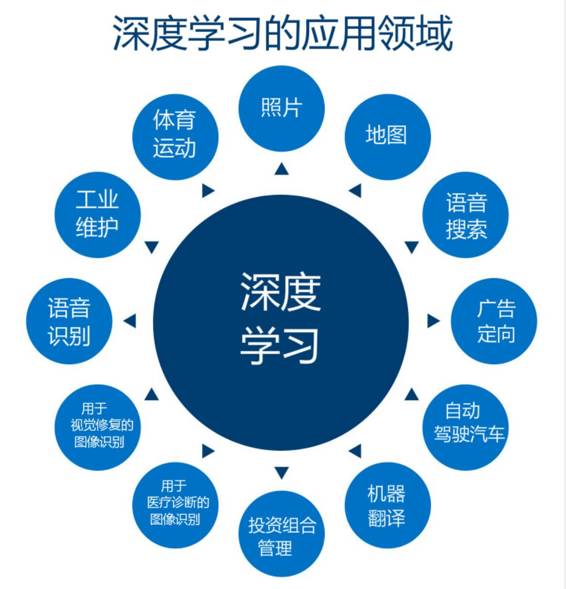 深度学习的应用领域
照片
地图
语音
搜索
广告
定向
自动
驾驶汽车
机器
翻译
投资组合
管理
用于
医疗诊断的
图像识别
用于
视觉修复的
图像识别
语音
识别
工业
维护
体育
运动
深度
学习